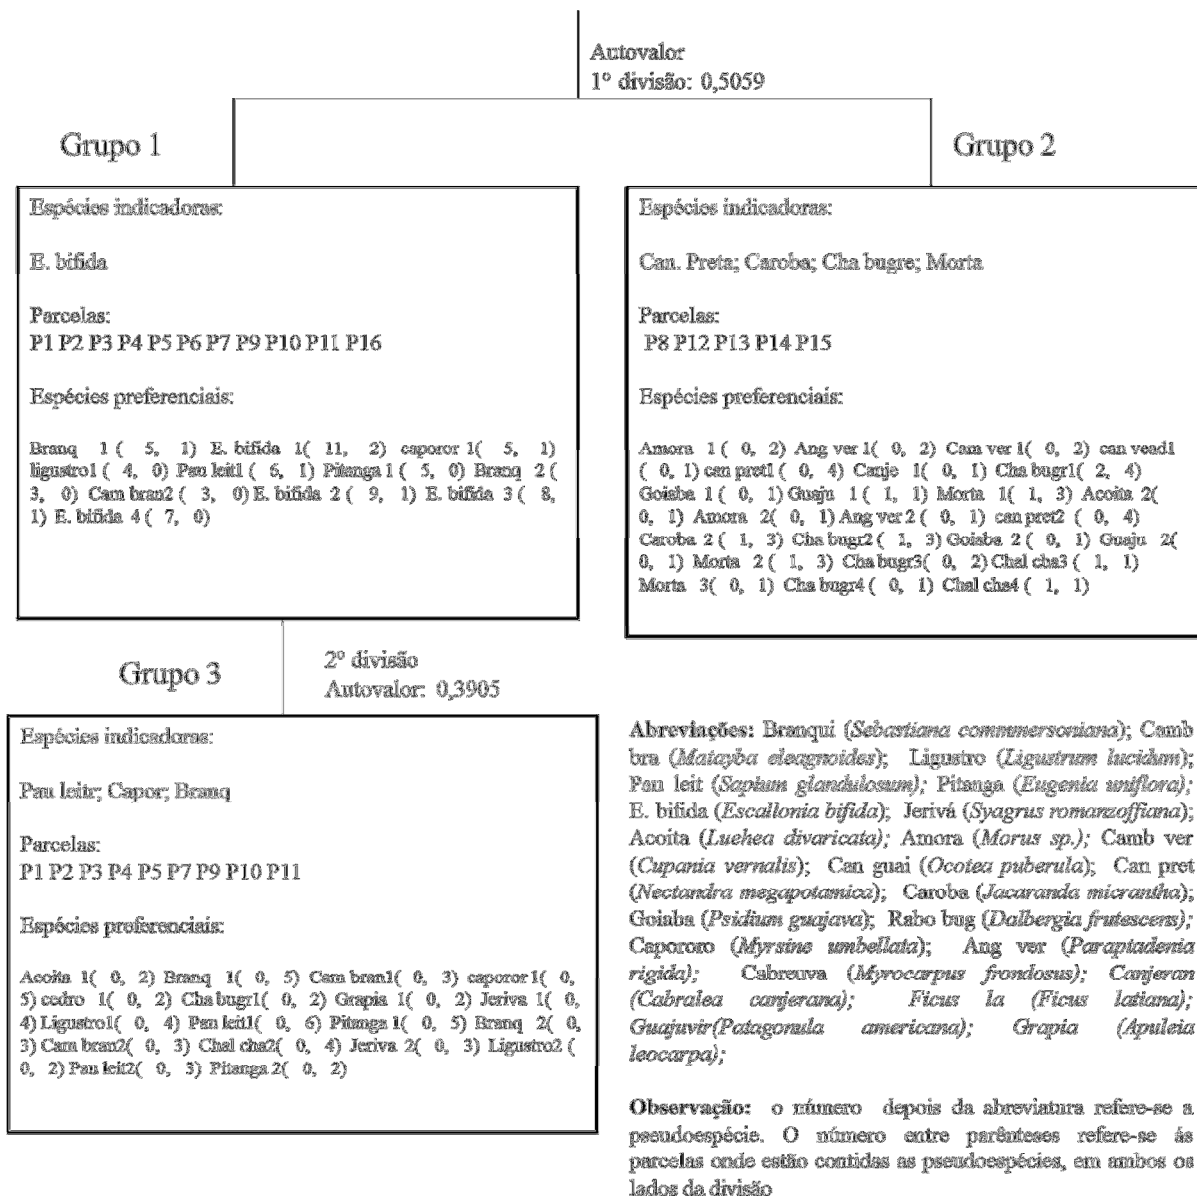 Autovalor
1º divisão: 0,5059
Grupo 1
Grupo 2
Espécies indicadoras:
E. bifida
Parcelas:
P1 P2 P3 P4 P5 P6 P7 P9 P10 P11 P16
Espécies preferenciais:
Branq 1 ( 5, 1) E. bifida 1( 11, 2) caporor 1( 5, 1)
ligustro1 ( 4, 0) Pau leit1 ( 6, 1) Pitanga 1 ( 5, 0) Branq 2 (
3, 0) Cam bran2 ( 3, 0) E. bifida 2 ( 9, 1) E. bifida 3 ( 8,
1) E. bifida 4 ( 7, 0)
Espécies indicadoras:
Can. Preta; Caroba; Cha bugre; Morta
Parcelas:
P8 P12 P13 P14 P15
Espécies preferenciais:
Amora 1 ( 0, 2) Ang ver 1( 0, 2) Cam ver 1( 0, 2) can vead1
( 0, 1) can pret1 ( 0, 4) Canje 1( 0, 1) Cha bugr1( 2, 4)
Goiaba 1 ( 0, 1) Guaju 1 ( 1, 1) Morta 1( 1, 3) Acoita 2(
0, 1) Amora 2( 0, 1) Ang ver 2 ( 0, 1) can pret2 ( 0, 4)
Caroba 2 ( 1, 3) Cha bugr2 ( 1, 3) Goiaba 2 ( 0, 1) Guaju 2(
0, 1) Morta 2 ( 1, 3) Cha bugr3( 0, 2) Chal cha3 ( 1, 1)
Morta 3( 0, 1) Cha bugr4 ( 0, 1) Chal cha4 ( 1, 1)
Grupo 3
2º divisão
Autovalor: 0,3905
Espécies indicadoras:
Pau leitr; Capor; Branq
Parcelas:
P1 P2 P3 P4 P5 P7 P9 P10 P11
Espécies preferenciais:
Acoita 1( 0, 2) Branq 1( 0, 5) Cam bran1( 0, 3) caporor 1( 0,
5) cedro 1( 0, 2) Cha bugr1( 0, 2) Grapia 1( 0, 2) Jeriva 1( 0,
4) Ligustro1( 0, 4) Pau leit1( 0, 6) Pitanga 1( 0, 5) Branq 2( 0,
3) Cam bran2( 0, 3) Chal cha2( 0, 4) Jeriva 2( 0, 3) Ligustro2 (
0, 2) Pau leit2( 0, 3) Pitanga 2( 0, 2)
Abreviações: Branqui (Sebastiana commmersoniana); Camb
bra (Matayba eleagnoides); Ligustro (Ligustrum lucidum);
Pau leit (Sapium glandulosum); Pitanga (Eugenia uniflora);
E. bifida (Escallonia bifida); Jerivá (Syagrus romanzoffiana);
Acoita (Luehea divaricata); Amora (Morus sp.); Camb ver
(Cupania vernalis); Can guai (Ocotea puberula); Can pret
(Nectandra megapotamica); Caroba (Jacaranda micrantha);
Goiaba (Psidium guajava); Rabo bug (Dalbergia frutescens);
Capororo (Myrsine umbellata); Ang ver (Paraptadenia
rigida); Cabreuva (Myrocarpus frondosus); Canjeran
(Cabralea canjerana); Ficus la (Ficus latiana);
Guajuvir(Patagonula americana); Grapia (Apuleia
leocarpa);
Observação: o número depois da abreviatura refere-se a
pseudoespécie. O número entre parênteses refere-se ás
parcelas onde estão contidas as pseudoespécies, em ambos os
lados da divisão